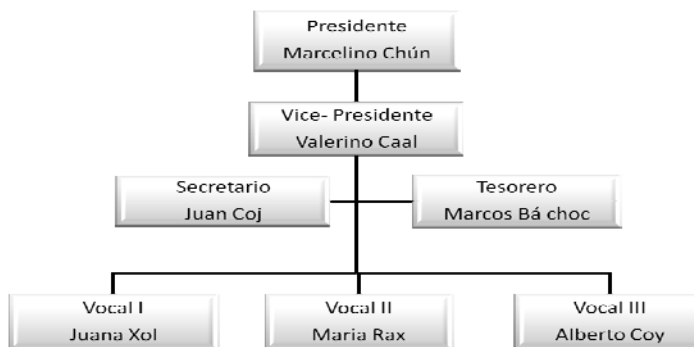 Presidente
Marcelino Chún
Vice- Presidente
Valerino Caal
Secretario
Juan Coj
Tesorero
Marcos Bá choc
Vocal I
Juana Xol
Vocal II
Maria Rax
Vocal III
Alberto Coy